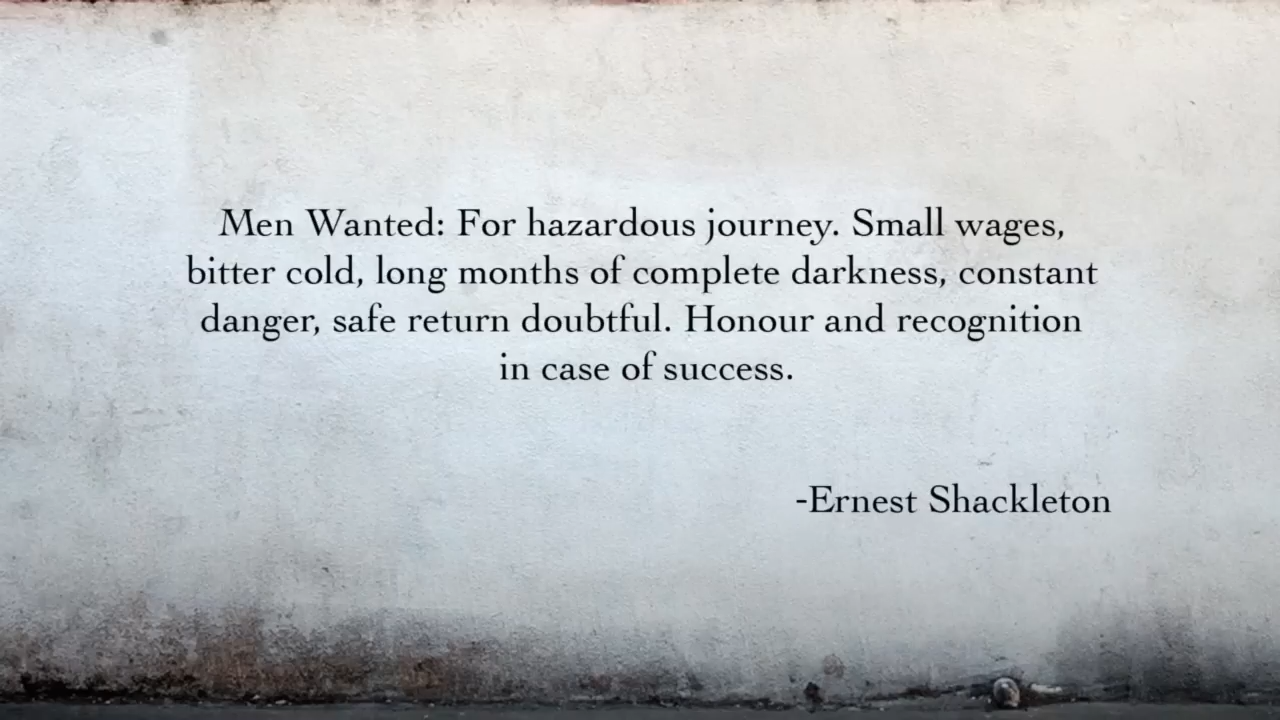 Men Wanted: For hazardous journey. Small wages,
bitter cold, long months of complete darkness, constant
danger, safe return doubtful. Honour and recognition
in case of success.
-Ernest Shackleton